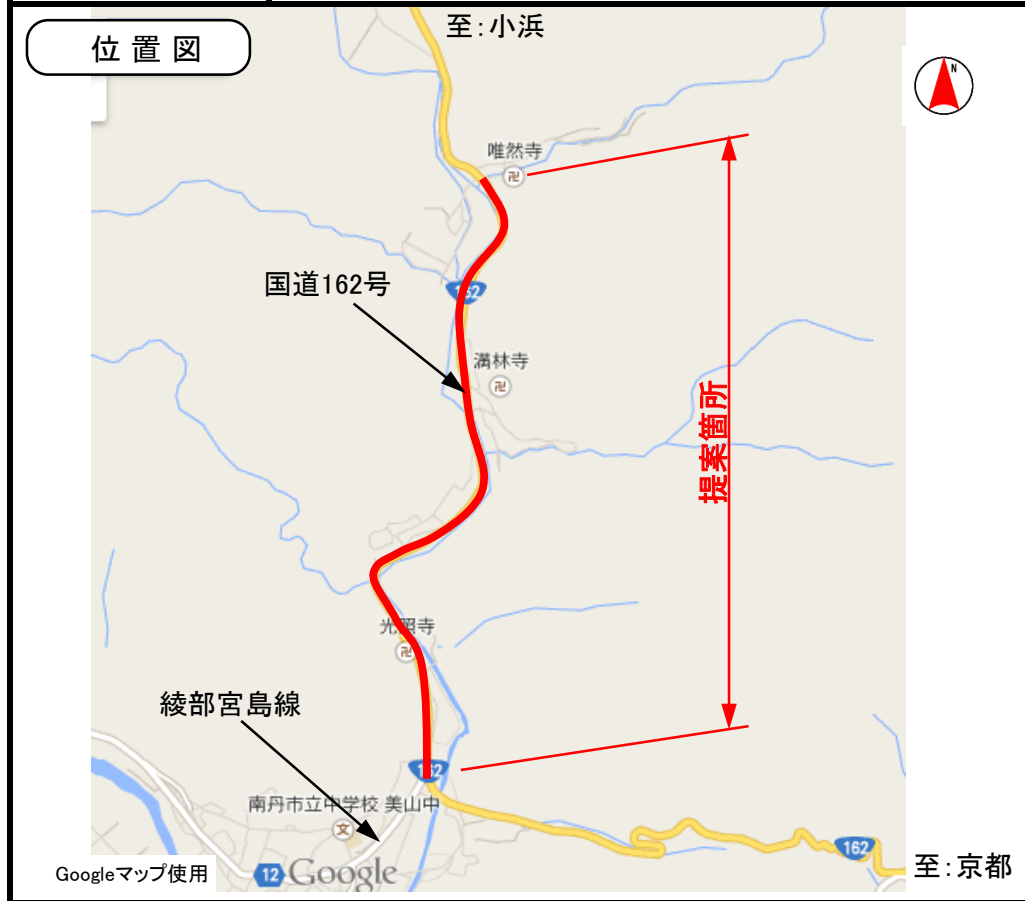 位置図
至：小浜
N
唯然寺
国道162号
162
満林寺
提案箇所
光照寺
綾部宮島線
162
南丹市立中学校 美山中
文
162
12
Google
Googleマップ使用
至：京都